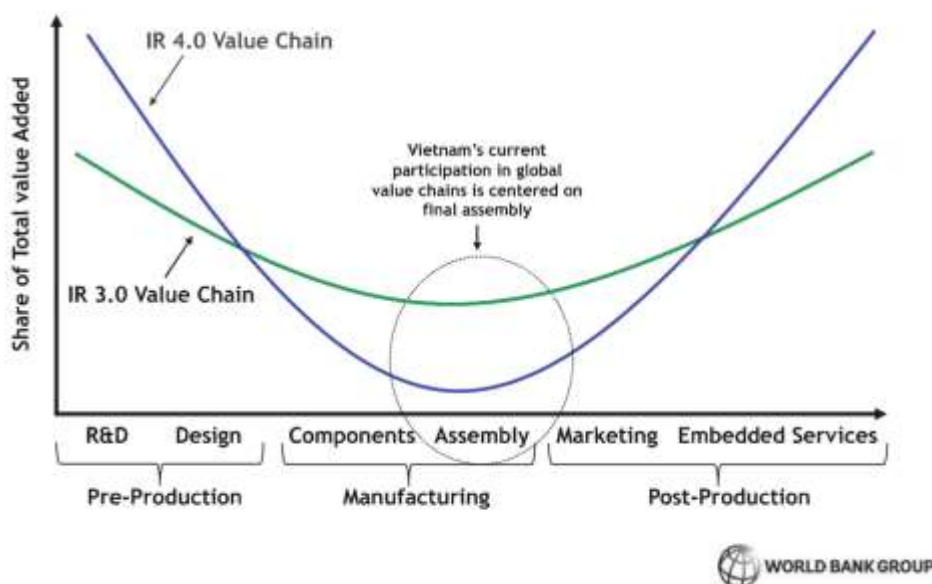 IR 4.0 Value Chain
Share of Total value Added
Vietnam's current
participation in global
value chains is centered on
final assembly
IR 3.0 Value Chain
R&D Design Components Assembly Marketing Embedded Services
Pre-Production Manufacturing Post-Production
WORLD BANK GROUP